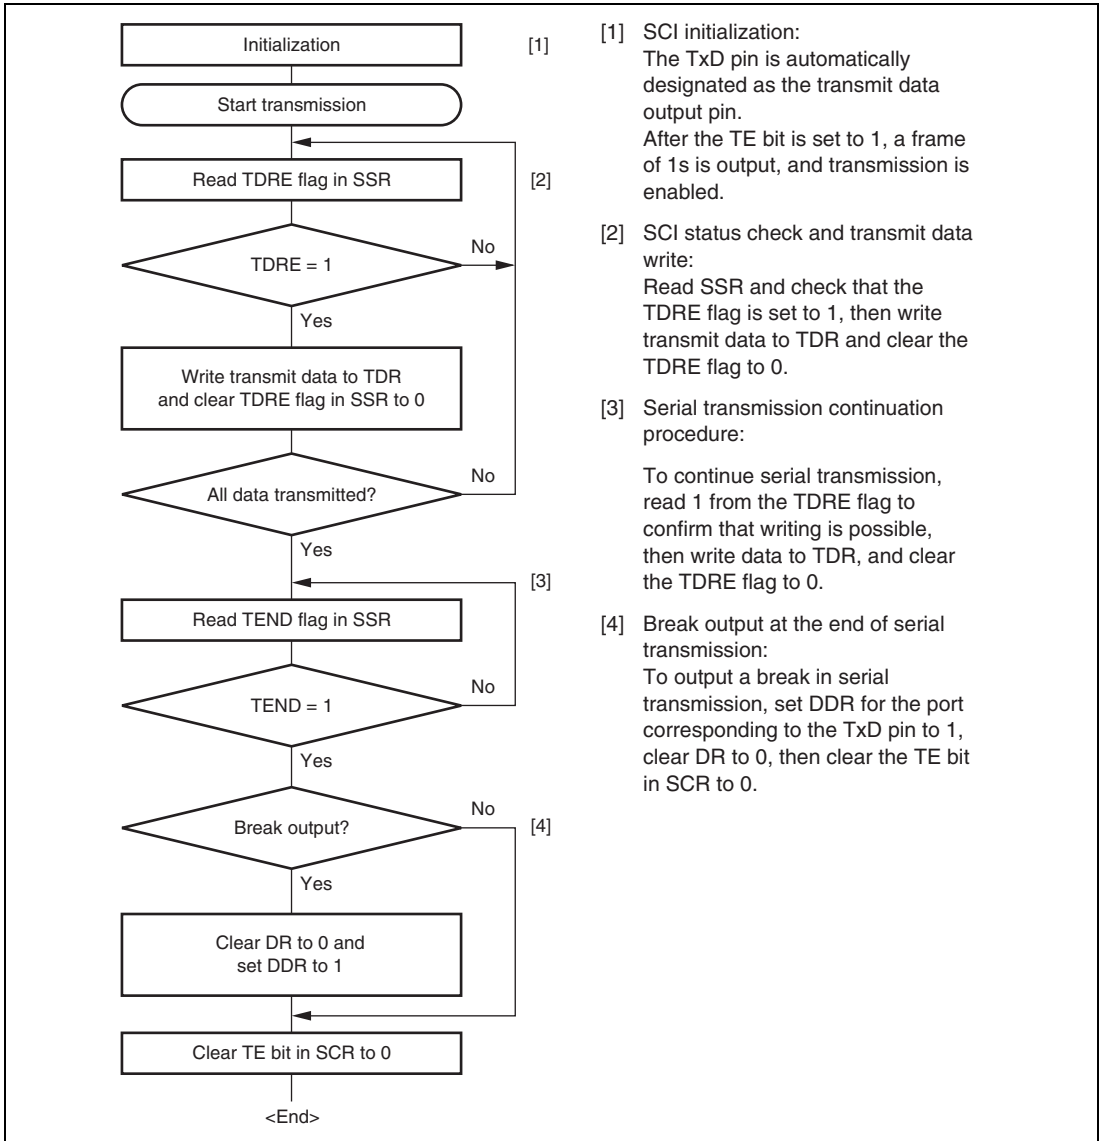 Initialization
[1]
Start transmission
Read TDRE flag in SSR
[2]
TDRE = 1
No
Yes
Write transmit data to TDR
and clear TDRE flag in SSR to 0
All data transmitted?
No
Yes
[3]
Read TEND flag in SSR
TEND = 1
No
Yes
Break output?
No
[4]
Yes
Clear DR to 0 and
set DDR to 1
Clear TE bit in SCR to 0
<End>
[1] SCI initialization:
The TxD pin is automatically
designated as the transmit data
output pin.
After the TE bit is set to 1, a frame
of 1s is output, and transmission is
enabled.
[2] SCI status check and transmit data
write:
Read SSR and check that the
TDRE flag is set to 1, then write
transmit data to TDR and clear the
TDRE flag to 0.
[3] Serial transmission continuation
procedure:
To continue serial transmission,
read 1 from the TDRE flag to
confirm that writing is possible,
then write data to TDR, and clear
the TDRE flag to 0.
[4] Break output at the end of serial
transmission:
To output a break in serial
transmission, set DDR for the port
corresponding to the TxD pin to 1,
clear DR to 0, then clear the TE bit
in SCR to 0.